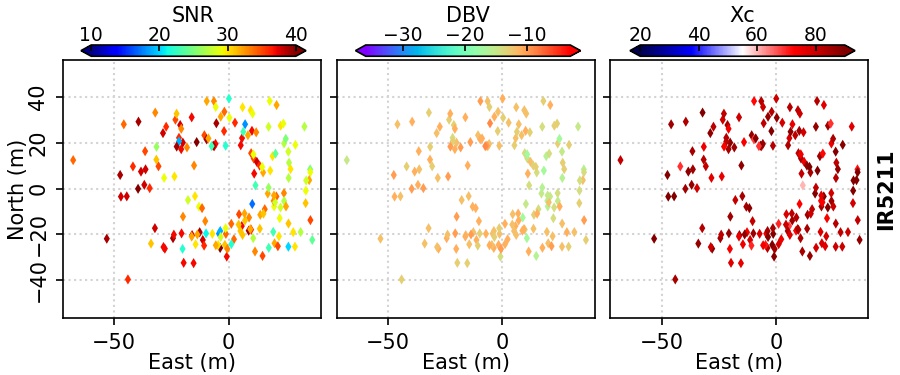 SNR
DBV
Xc
10 20 30 40
−30 −20 −10
20 40 60 80
North (m)
40
20
0
−20
−40
−50 0
−50 0
−50 0
East (m)
East (m)
East (m)
IR5211